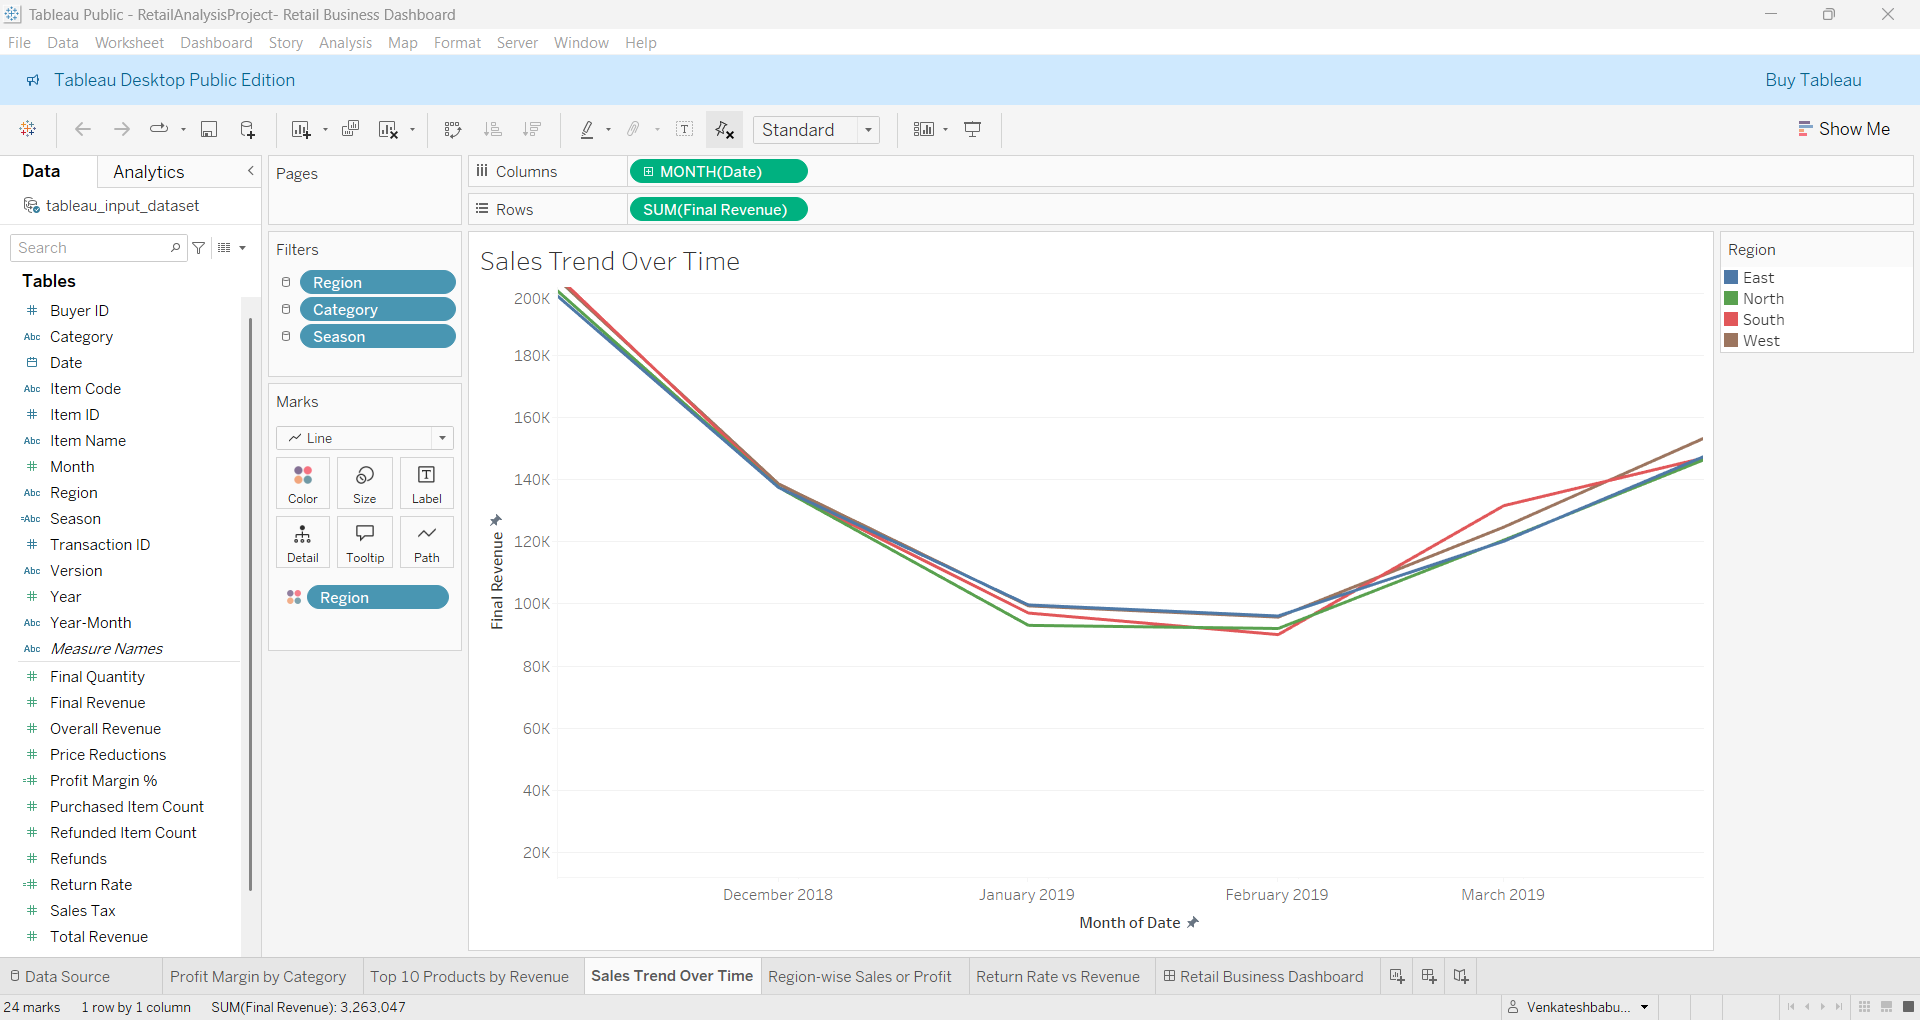 Tableau Public - RetailAnalysisProject- Retail Business Dashboard
File Data Worksheet Dashboard Story Analysis Map Format Server Window Help
Tableau Desktop Public Edition
Buy Tableau
Standard
Show Me
Data
Analytics
tableau_input_dataset
Search
Tables
# Buyer ID
Abc Category
Date
Abc Item Code
# Item ID
Abc Item Name
# Month
Abc Region
=Abc Season
# Transaction ID
Abc Version
# Year
Abc Year-Month
Abc Measure Names
# Final Quantity
# Final Revenue
# Overall Revenue
# Price Reductions
=# Profit Margin %
# Purchased Item Count
# Refunded Item Count
# Refunds
=# Return Rate
# Sales Tax
# Total Revenue
Pages
Filters
Region
Category
Season
Marks
Line
Color Size Label
Detail Tooltip Path
Region
Columns MONTH(Date)
Rows SUM(Final Revenue)
Sales Trend Over Time
200K
180K
160K
140K
120K
100K
80K
60K
40K
20K
Final Revenue
December 2018 January 2019 February 2019 March 2019
Month of Date
Region
East
North
South
West
Data Source Profit Margin by Category Top 10 Products by Revenue Sales Trend Over Time Region-wise Sales or Profit Return Rate vs Revenue Retail Business Dashboard
24 marks 1 row by 1 column SUM(Final Revenue): 3,263,047 Venkateshbabu...